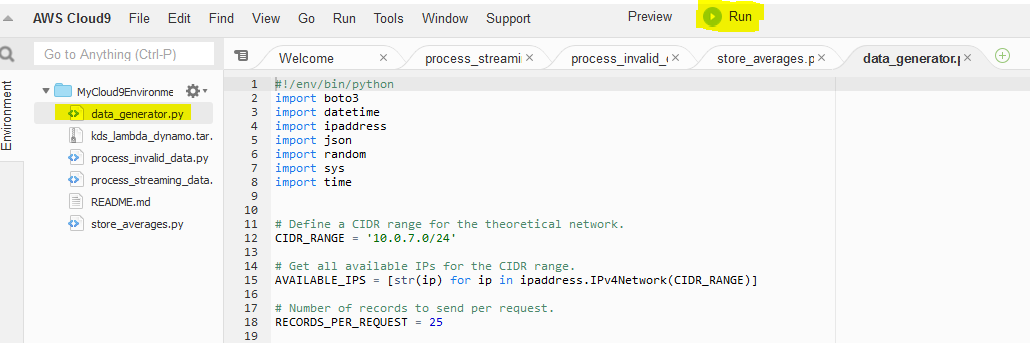 AWS Cloud9 File Edit Find View Go Run Tools Window Support Preview Run
Go to Anything (Ctrl-P) Welcome process_streami process_invalid_ store_averages.p data_generator.p
Environment
MyCloud9Environme
data_generator.py
kds_lambda_dynamo.tar.
process_invalid_data.py
process_streaming_data.
README.md
store_averages.py
1 #!/env/bin/python
2 import boto3
3 import datetime
4 import ipaddress
5 import json
6 import random
7 import sys
8 import time
9
10
11 # Define a CIDR range for the theoretical network.
12 CIDR_RANGE = '10.0.7.0/24'
13
14 # Get all available IPs for the CIDR range.
15 AVAILABLE_IPS = [str(ip) for ip in ipaddress.IPv4Network(CIDR_RANGE)]
16
17 # Number of records to send per request.
18 RECORDS_PER_REQUEST = 25
19